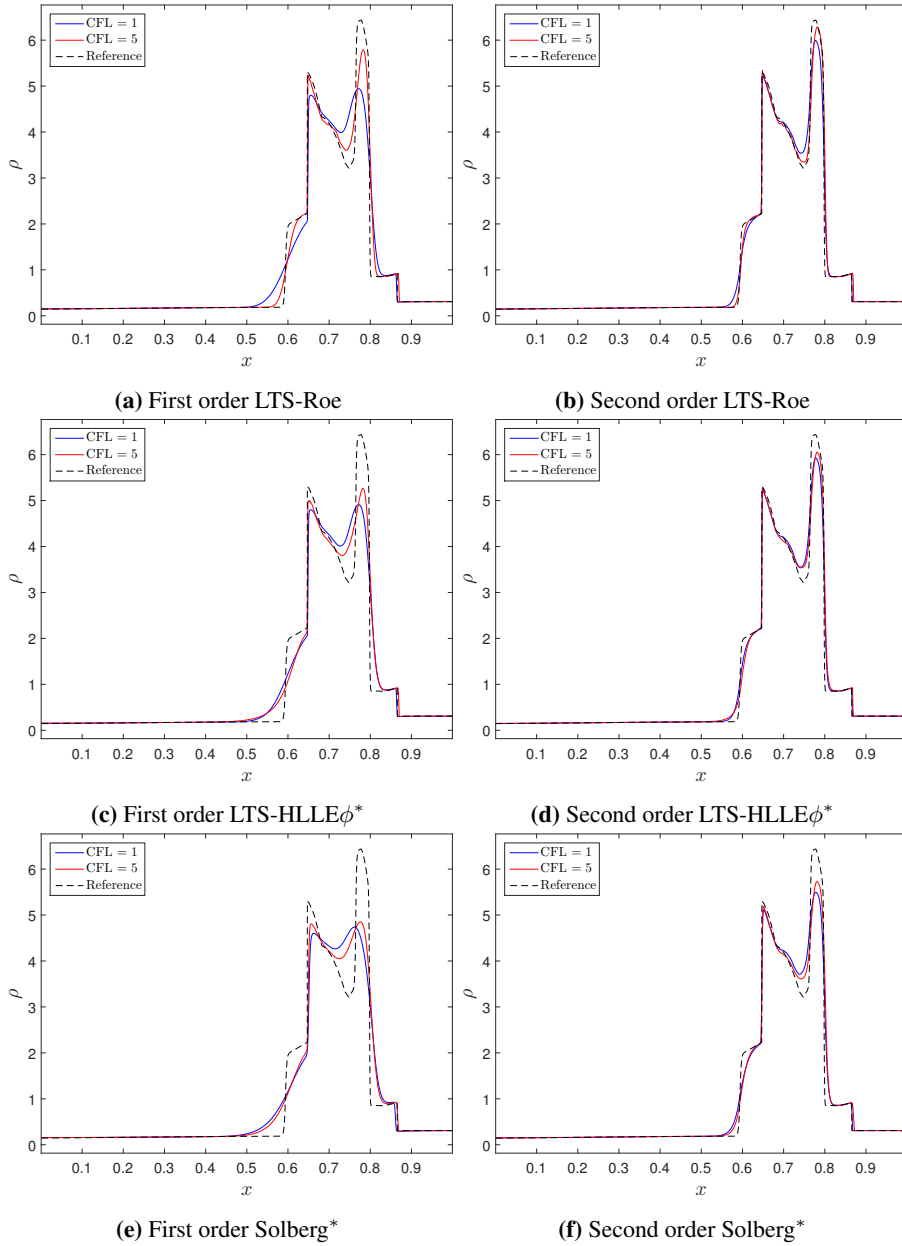 CFL = 1
CFL = 5
Reference
6
5
4
3
2
1
0
ρ
0.1 0.2 0.3 0.4 0.5 0.6 0.7 0.8 0.9
x
(a) First order LTS-Roe
CFL = 1
CFL = 5
Reference
6
5
4
3
2
1
0
ρ
0.1 0.2 0.3 0.4 0.5 0.6 0.7 0.8 0.9
x
(b) Second order LTS-Roe
CFL = 1
CFL = 5
Reference
6
5
4
3
2
1
0
ρ
0.1 0.2 0.3 0.4 0.5 0.6 0.7 0.8 0.9
x
(c) First order LTS-HLLEϕ*
CFL = 1
CFL = 5
Reference
6
5
4
3
2
1
0
ρ
0.1 0.2 0.3 0.4 0.5 0.6 0.7 0.8 0.9
x
(d) Second order LTS-HLLEϕ*
CFL = 1
CFL = 5
Reference
6
5
4
3
2
1
0
ρ
0.1 0.2 0.3 0.4 0.5 0.6 0.7 0.8 0.9
x
(e) First order Solberg*
CFL = 1
CFL = 5
Reference
6
5
4
3
2
1
0
ρ
0.1 0.2 0.3 0.4 0.5 0.6 0.7 0.8 0.9
x
(f) Second order Solberg*